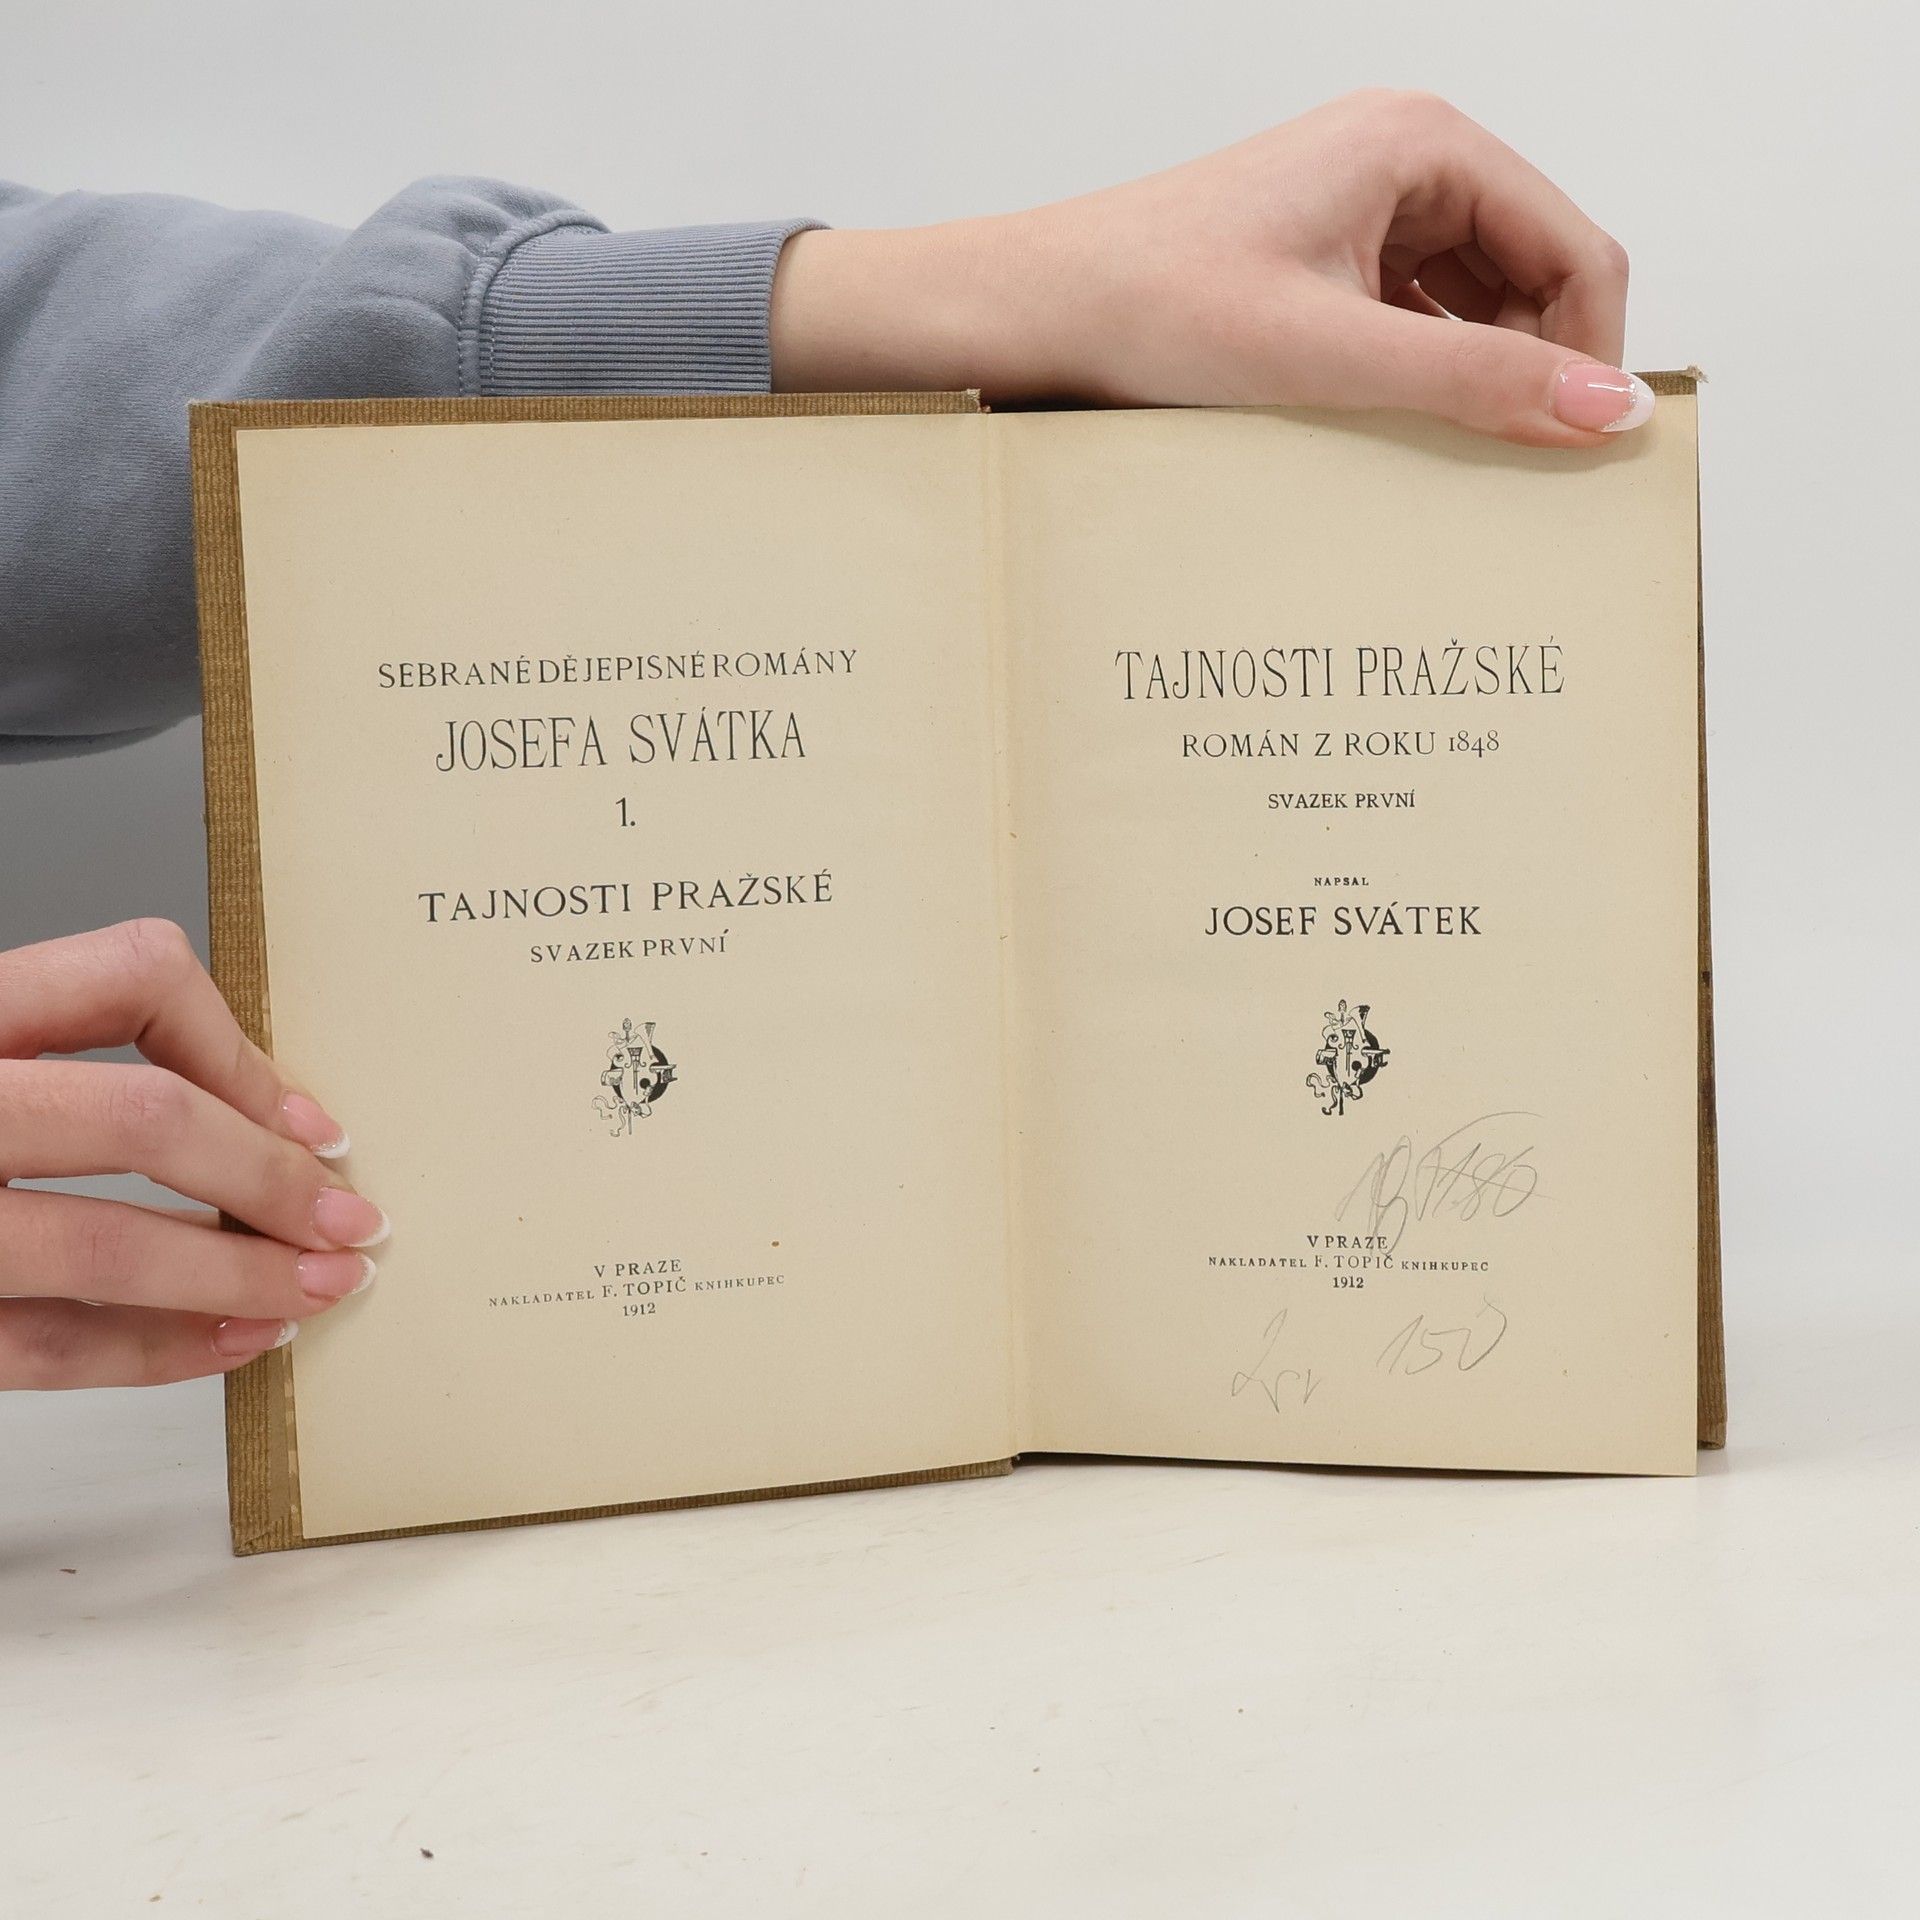 SEBRANÉ DĚJEPISNÉ ROMÁNY
JOSEFA SVÁTKA
1.
TAJNOSTI PRAŽSKÉ
SVAZEK PRVNÍ
V PRAZE
NAKLADATEL F. TOPIČ KNIHKUPEC
1912
TAJNOSTI PRAŽSKÉ
ROMÁN Z ROKU 1848
SVAZEK PRVNÍ
NAPSAL
JOSEF SVÁTEK
V PRAZE
NAKLADATEL F. TOPIČ KNIHKUPEC
1912
150